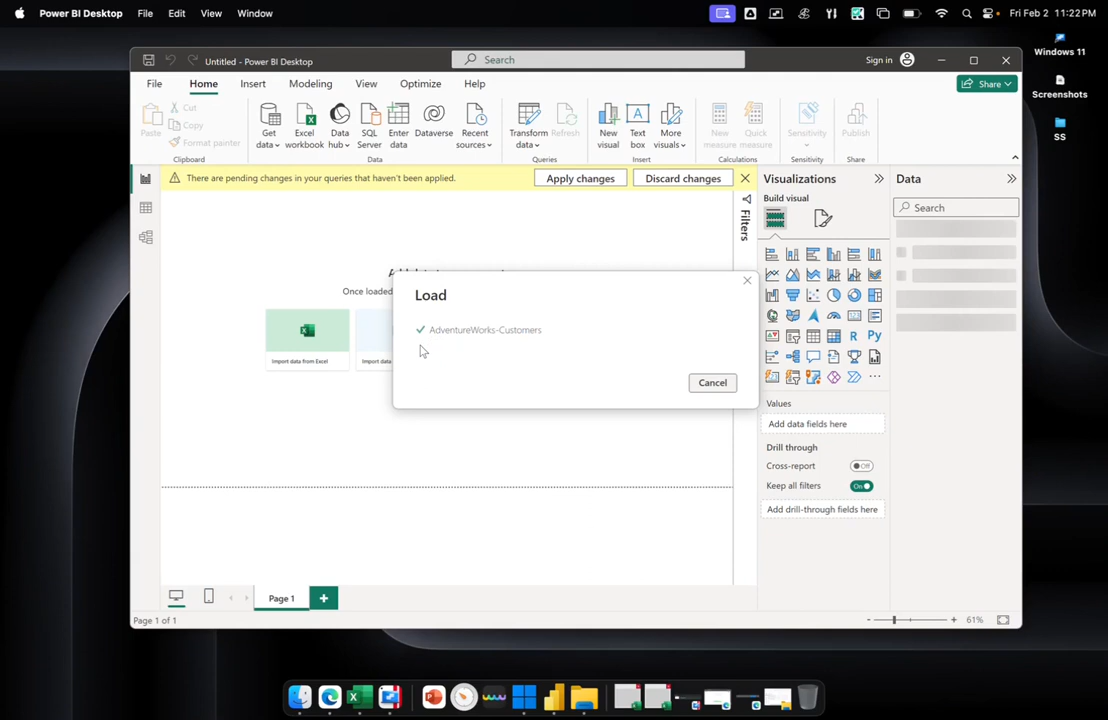 Power BI Desktop File Edit View Window
Fri Feb 2 11:22PM
Windows 11
Screenshots
SS
Untitled - Power BI Desktop
Search
Sign in
File Home Insert Modeling View Optimize Help
Share
Paste
Cut
Copy
Format painter
Clipboard
Get data
Excel workbook
Data hub
SQL Server
Enter data
Dataverse
Recent sources
Data
Transform data
Refresh
Queries
New visual
Text box
More visuals
Insert
New measure
Quick measure
Calculations
Sensitivity
Sensitivity
Publish
Share
There are pending changes in your queries that haven't been applied.
Apply changes
Discard changes
Filters
Visualizations
Build visual
Data
Search
Once loaded
Import data from Excel
Import data
Load
AdventureWorks-Customers
Cancel
R
Py
Values
Add data fields here
Drill through
Cross-report
Off
Keep all filters
On
Add drill-through fields here
Page 1
Page 1 of 1
61%